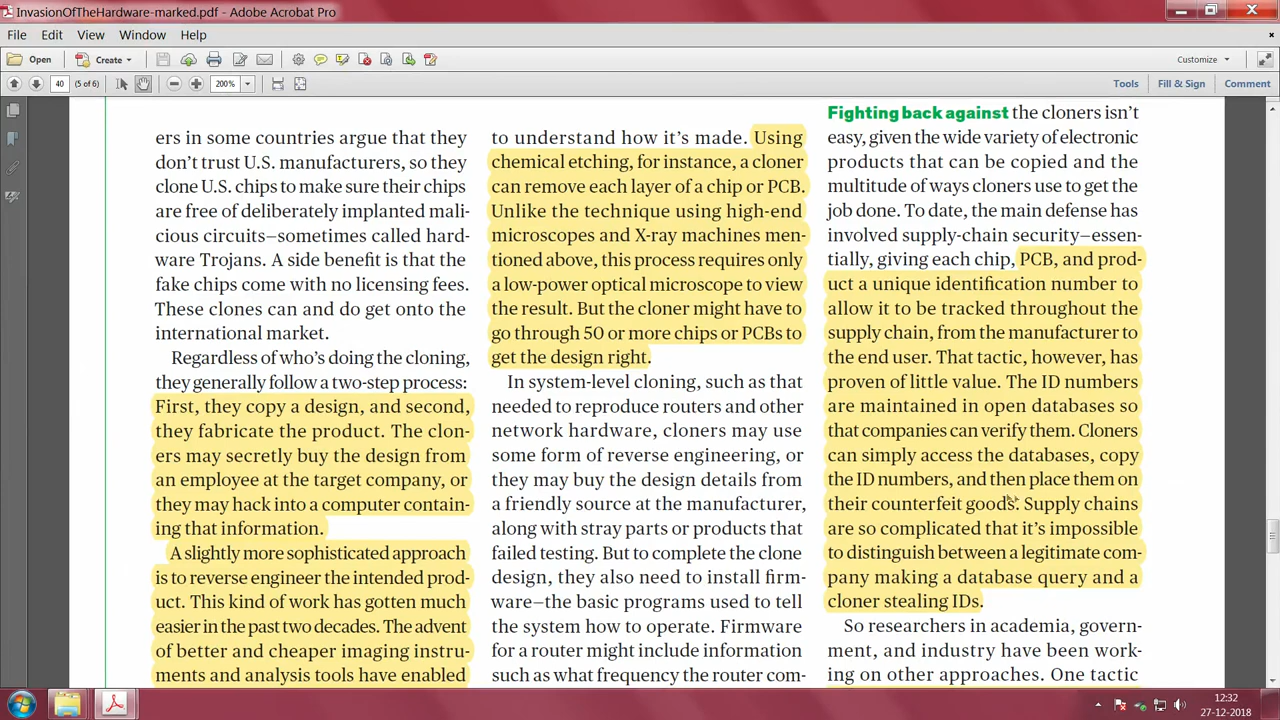 InvasionOfTheHardware-marked.pdf - Adobe Acrobat Pro
File Edit View Window Help
Open Create Customize
40 (5 of 6) 200% Tools Fill & Sign Comment
ers in some countries argue that they
don't trust U.S. manufacturers, so they
clone U.S. chips to make sure their chips
are free of deliberately implanted mali-
cious circuits—sometimes called hard-
ware Trojans. A side benefit is that the
fake chips come with no licensing fees.
These clones can and do get onto the
international market.
Regardless of who's doing the cloning,
they generally follow a two-step process:
First, they copy a design, and second,
they fabricate the product. The clon-
ers may secretly buy the design from
an employee at the target company, or
they may hack into a computer contain-
ing that information.
A slightly more sophisticated approach
is to reverse engineer the intended prod-
uct. This kind of work has gotten much
easier in the past two decades. The advent
of better and cheaper imaging instru-
ments and analysis tools have enabled
to understand how it's made. Using
chemical etching, for instance, a cloner
can remove each layer of a chip or PCB.
Unlike the technique using high-end
microscopes and X-ray machines men-
tioned above, this process requires only
a low-power optical microscope to view
the result. But the cloner might have to
go through 50 or more chips or PCBs to
get the design right.
In system-level cloning, such as that
needed to reproduce routers and other
network hardware, cloners may use
some form of reverse engineering, or
they may buy the design details from
a friendly source at the manufacturer,
along with stray parts or products that
failed testing. But to complete the clone
design, they also need to install firm-
ware—the basic programs used to tell
the system how to operate. Firmware
for a router might include information
such as what frequency the router com-
Fighting back against the cloners isn't
easy, given the wide variety of electronic
products that can be copied and the
multitude of ways cloners use to get the
job done. To date, the main defense has
involved supply-chain security—essen-
tially, giving each chip, PCB, and prod-
uct a unique identification number to
allow it to be tracked throughout the
supply chain, from the manufacturer to
the end user. That tactic, however, has
proven of little value. The ID numbers
are maintained in open databases so
that companies can verify them. Cloners
can simply access the databases, copy
the ID numbers, and then place them on
their counterfeit goods. Supply chains
are so complicated that it's impossible
to distinguish between a legitimate com-
pany making a database query and a
cloner stealing IDs.
So researchers in academia, govern-
ment, and industry have been work-
ing on other approaches. One tactic
12:32
27-12-2018